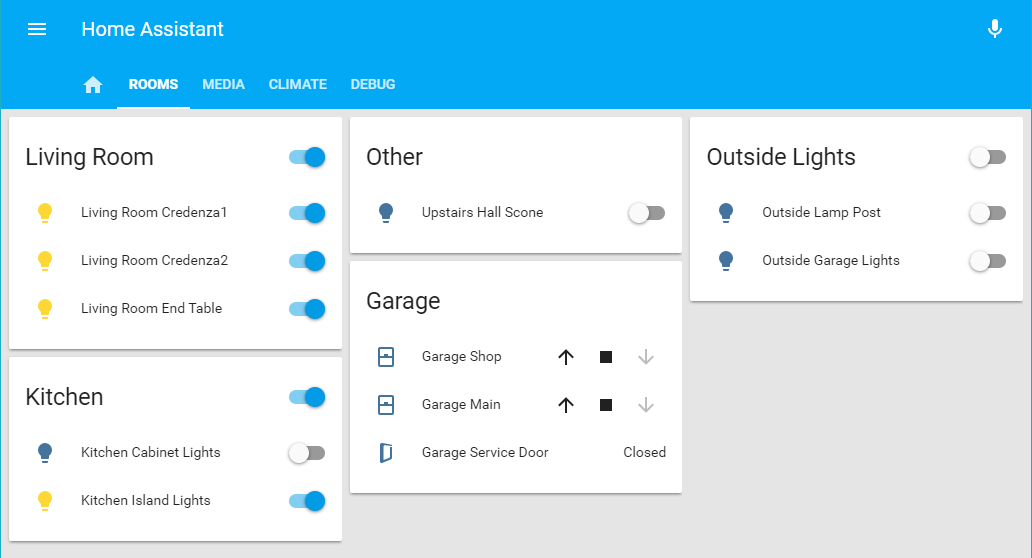 Home Assistant
ROOMS MEDIA CLIMATE DEBUG
Living Room
Living Room Credenza1
Living Room Credenza2
Living Room End Table
Kitchen
Kitchen Cabinet Lights
Kitchen Island Lights
Other
Upstairs Hall Scone
Garage
Garage Shop
Garage Main
Garage Service Door Closed
Outside Lights
Outside Lamp Post
Outside Garage Lights